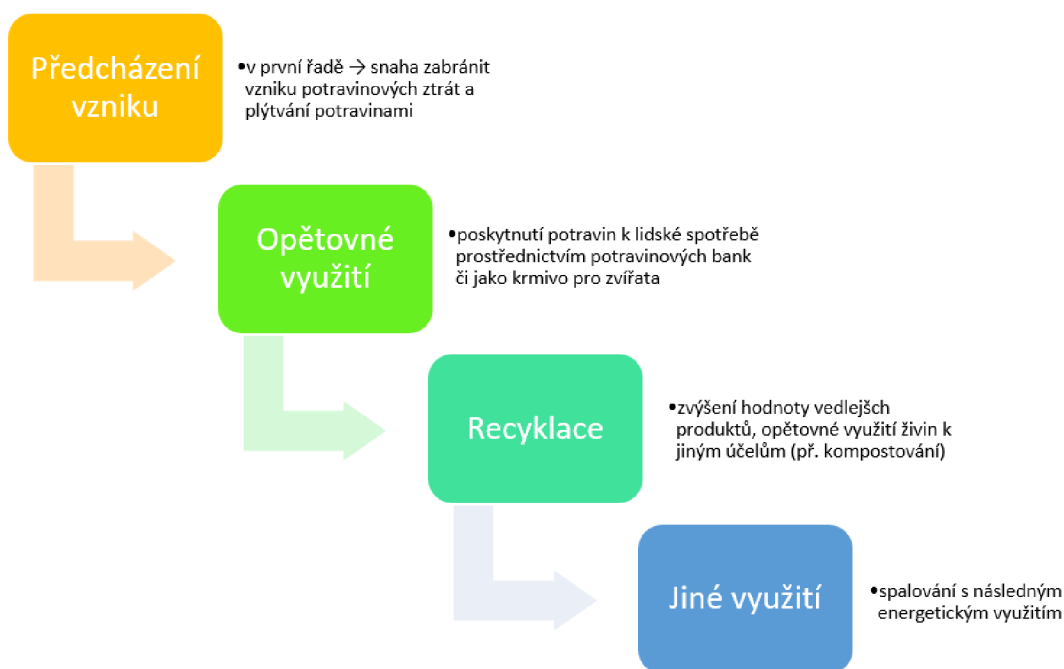 Předcházení
vzniku
•v první řadě → snaha zabránit
vzniku potravinových ztrát a
plýtvání potravinami
Opětovné
využití
•poskytnutí potravin k lidské spotřebě
prostřednictvím potravinových bank
či jako krmivo pro zvířata
Recyklace
•zvýšení hodnoty vedlejšch
produktů, opětovné využití živin k
jiným účelům (př. kompostování)
Jiné využití
•spalování s následným
energetickým využitím